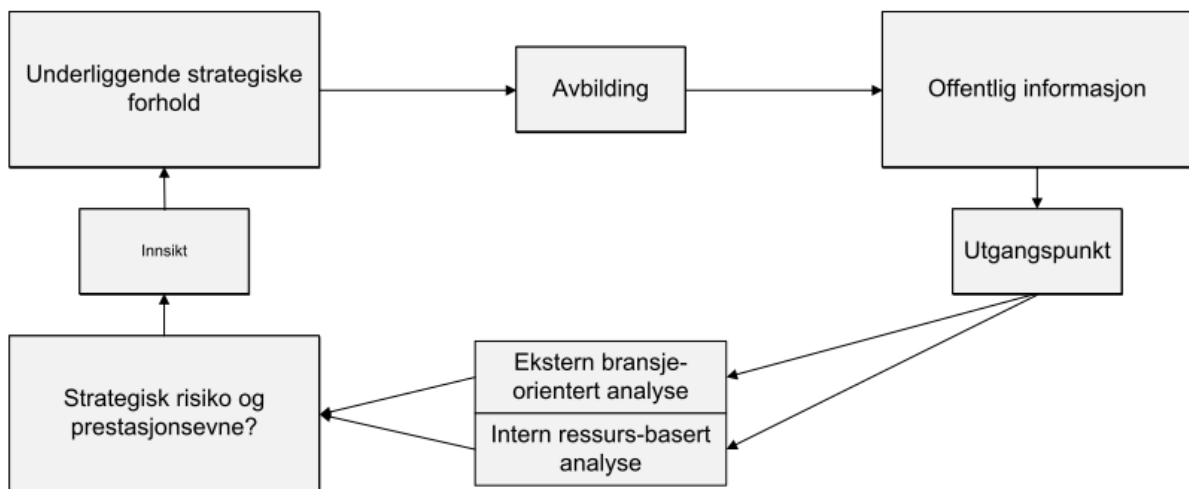 Underliggende strategiske
forhold
Avbilding
Offentlig informasjon
Innsikt
Utgangspunkt
Strategisk risiko og
prestasjonsevne?
Ekstern bransje-
orientert analyse
Intern ressurs-basert
analyse